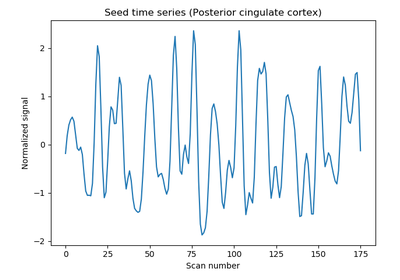 Seed time series (Posterior cingulate cortex)
2
1
0
−1
−2
Normalized signal
0 25 50 75 100 125 150 175
Scan number